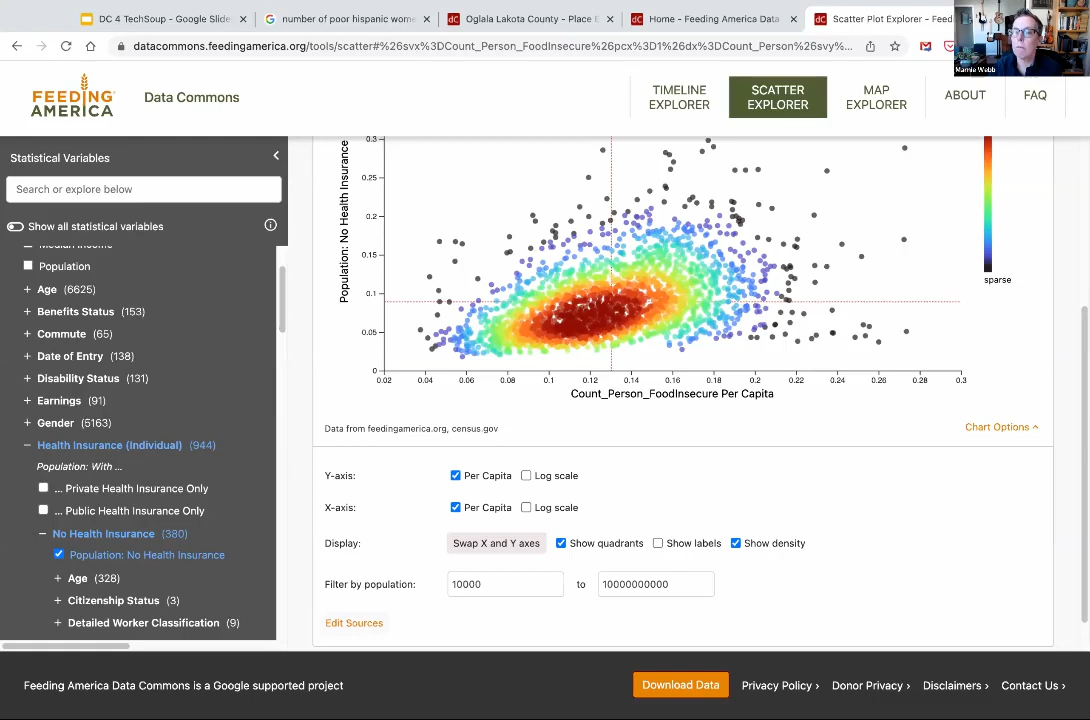 DC 4 TechSoup - Google Slide
number of poor hispanic wome
Oglala Lakota County - Place E
Home - Feeding America Data
Scatter Plot Explorer - Feed
datacommons.feedingamerica.org/tools/scatter#%26svx%3DCount_Person_FoodInsecure%26pcx%3D1%26dx%3DCount_Person%26svy%...
Marnie Webb
FEEDING AMERICA
Data Commons
TIMELINE EXPLORER
SCATTER EXPLORER
MAP EXPLORER
ABOUT
FAQ
Statistical Variables
Search or explore below
Show all statistical variables
Median Income
Population
+ Age (6625)
+ Benefits Status (153)
+ Commute (65)
+ Date of Entry (138)
+ Disability Status (131)
+ Earnings (91)
+ Gender (5163)
− Health Insurance (Individual) (944)
Population: With ...
... Private Health Insurance Only
... Public Health Insurance Only
− No Health Insurance (380)
Population: No Health Insurance
+ Age (328)
+ Citizenship Status (3)
+ Detailed Worker Classification (9)
Population: No Health Insurance
0.3
0.25
0.2
0.15
0.1
0.05
0
0.02 0.04 0.06 0.08 0.1 0.12 0.14 0.16 0.18 0.2 0.22 0.24 0.26 0.28 0.3
Count_Person_FoodInsecure Per Capita
sparse
Data from feedingamerica.org, census.gov
Chart Options
Y-axis: Per Capita Log scale
X-axis: Per Capita Log scale
Display: Swap X and Y axes Show quadrants Show labels Show density
Filter by population: 10000 to 10000000000
Edit Sources
Feeding America Data Commons is a Google supported project
Download Data
Privacy Policy ›
Donor Privacy ›
Disclaimers ›
Contact Us ›